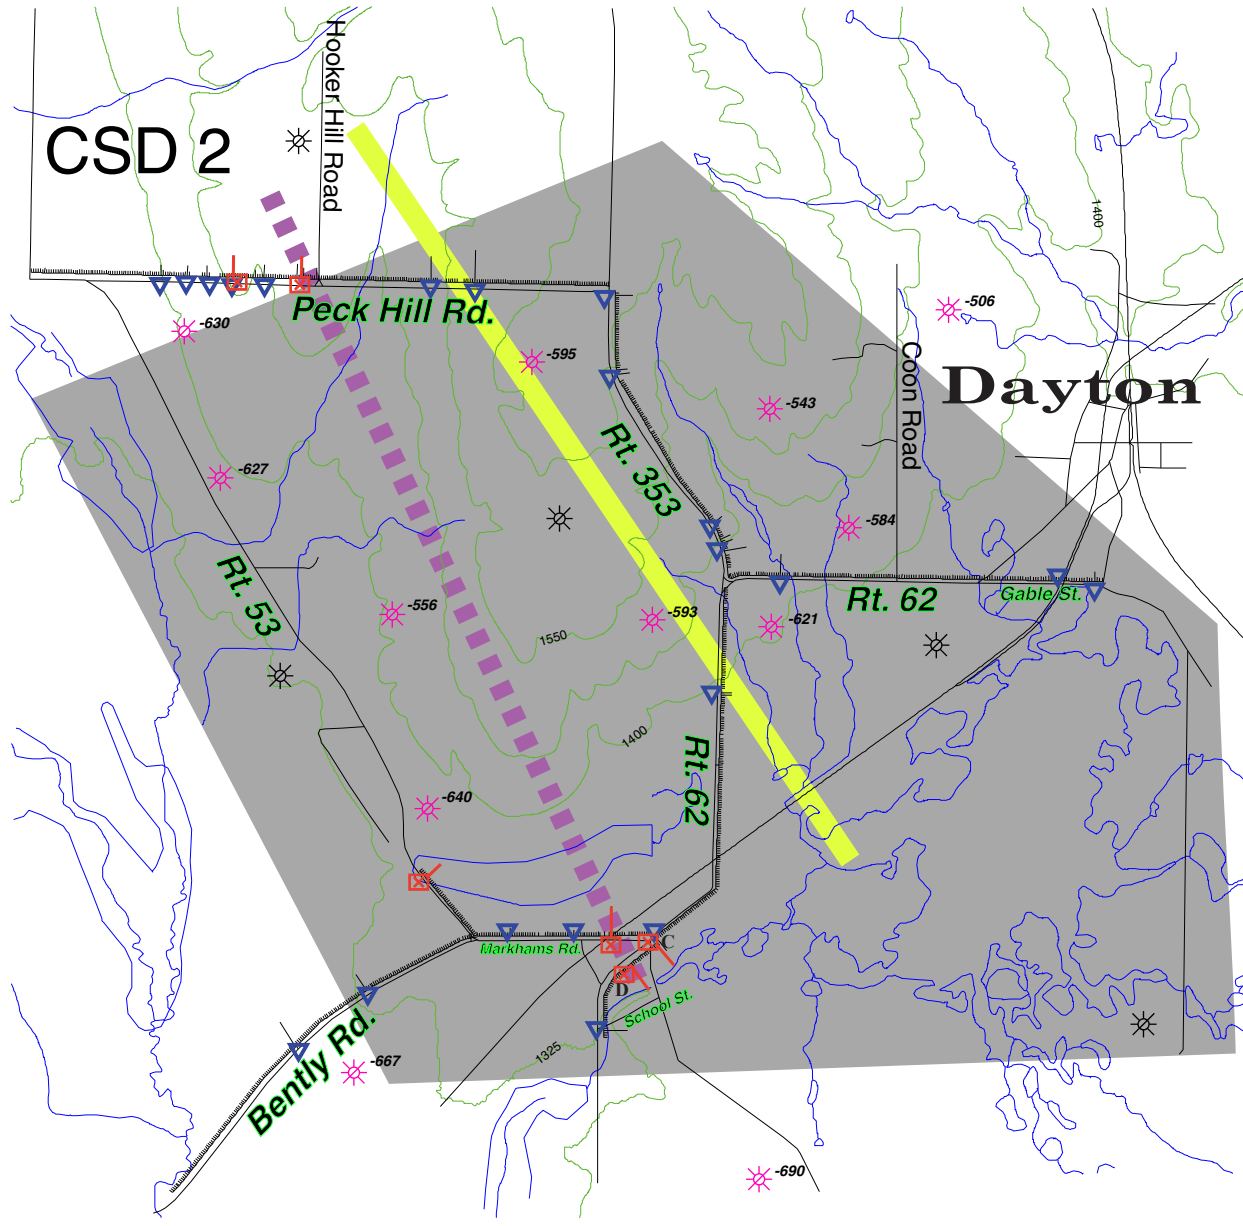 Hooker Hill Road
CSD 2
1400
-506
Peck Hill Rd.
-630
-595
Coon Road
Dayton
-543
Rt. 353
-627
-584
Rt. 53
Rt. 62
Gable St.
-556
-593
-621
1550
1400
Rt. 62
-640
Markhams Rd.
C
D
School St.
Bently Rd.
1325
-667
-690